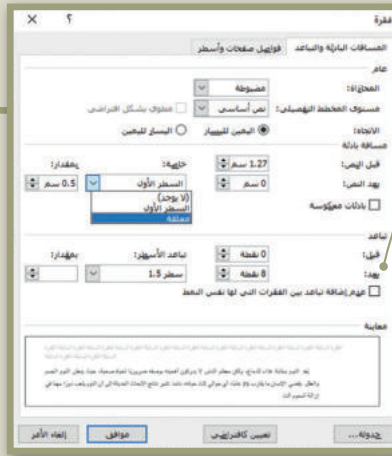 فقرة ? ×
المسافات البادئة والتباعد فواصل صفحات وأسطر
عام
المحاذاة: مضبوطة
مستوى المخطط التفصيلي: نص أساسي مطوي بشكل افتراضي
الاتجاه: اليمين لليسار اليسار لليمين
مسافة بادئة
قبل النص: 1.27 سم خاصة: بمقدار:
بعد النص: 0 سم السطر الأول 0.5 سم
(لا يوجد)
بادئات معكوسة السطر الأول
معلقة
تباعد
قبل: 0 نقطة تباعد الأسطر: بمقدار:
بعد: 8 نقطة سطر 1.5
عدم إضافة تباعد بين الفقرات التي لها نفس النمط
معاينة
جدولة... تعيين كافتراضي موافق إلغاء الأمر